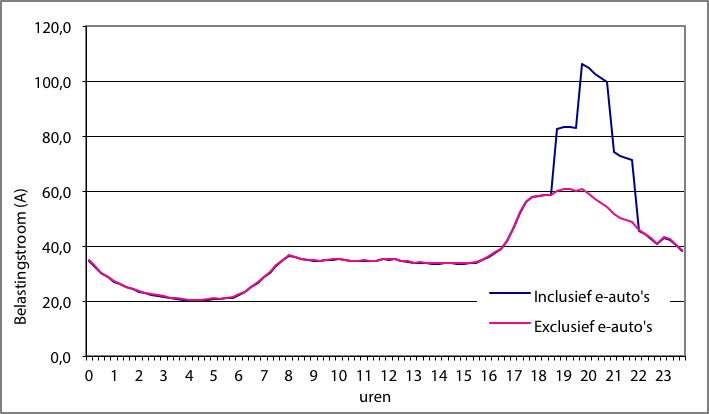 120,0
100,0
80,0
60,0
40,0
20,0
0,0
Belastingstroom (A)
Inclusief e-auto's
Exclusief e-auto's
0 1 2 3 4 5 6 7 8 9 10 11 12 13 14 15 16 17 18 19 20 21 22 23
uren